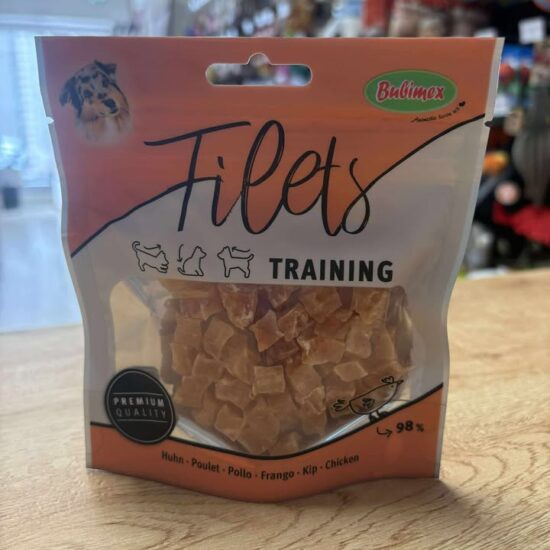 Bubimex
Filets
TRAINING
PREMIUM
QUALITY
98%
Huhn · Poulet · Pollo · Frango · Kip · Chicken